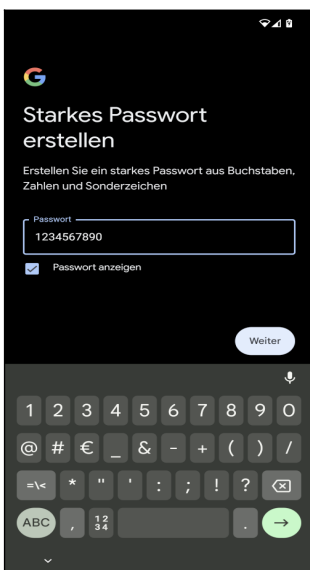 Starkes Passwort
erstellen
Erstellen Sie ein starkes Passwort aus Buchstaben,
Zahlen und Sonderzeichen
Passwort
1234567890
Passwort anzeigen
Weiter
1 2 3 4 5 6 7 8 9 0
@ # € _ & - + ( ) /
=\< * " ' : ; ! ?
ABC , 12 .
34